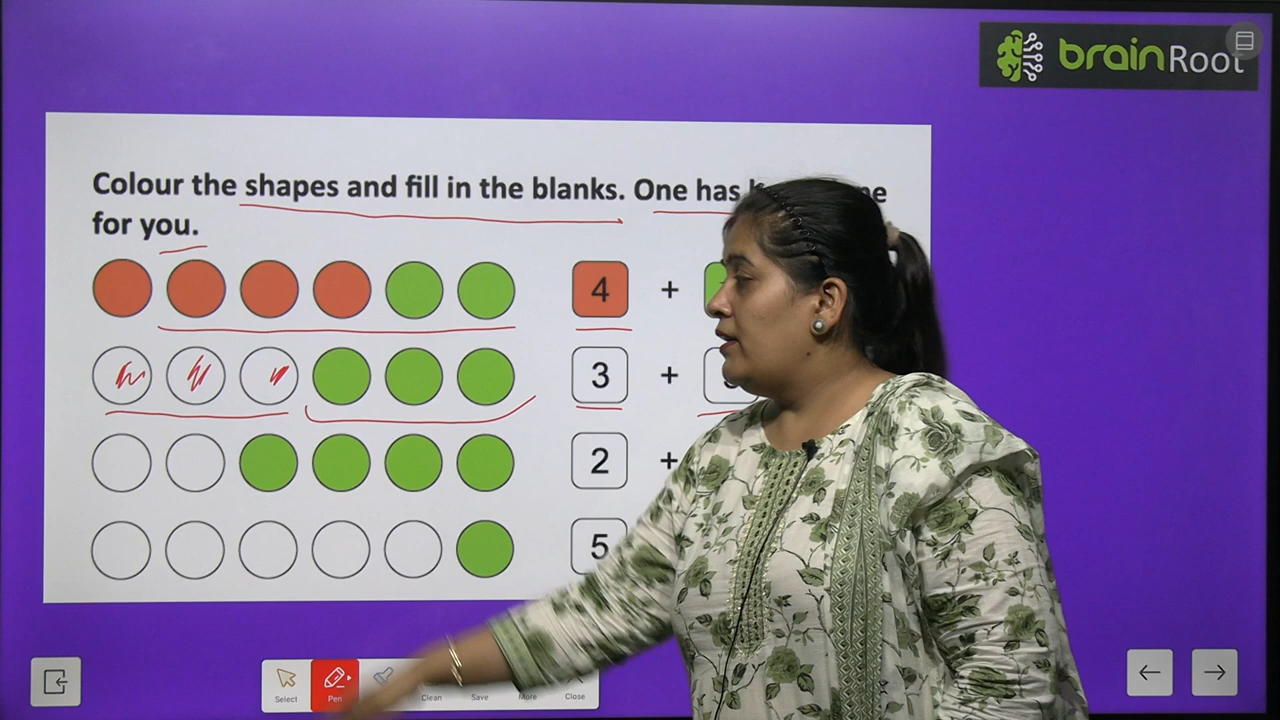 brainRoot
Colour the shapes and fill in the blanks. One has
for you.
4 +
3 +
2 +
5
Select
Pen
Clean
Save
More
Close